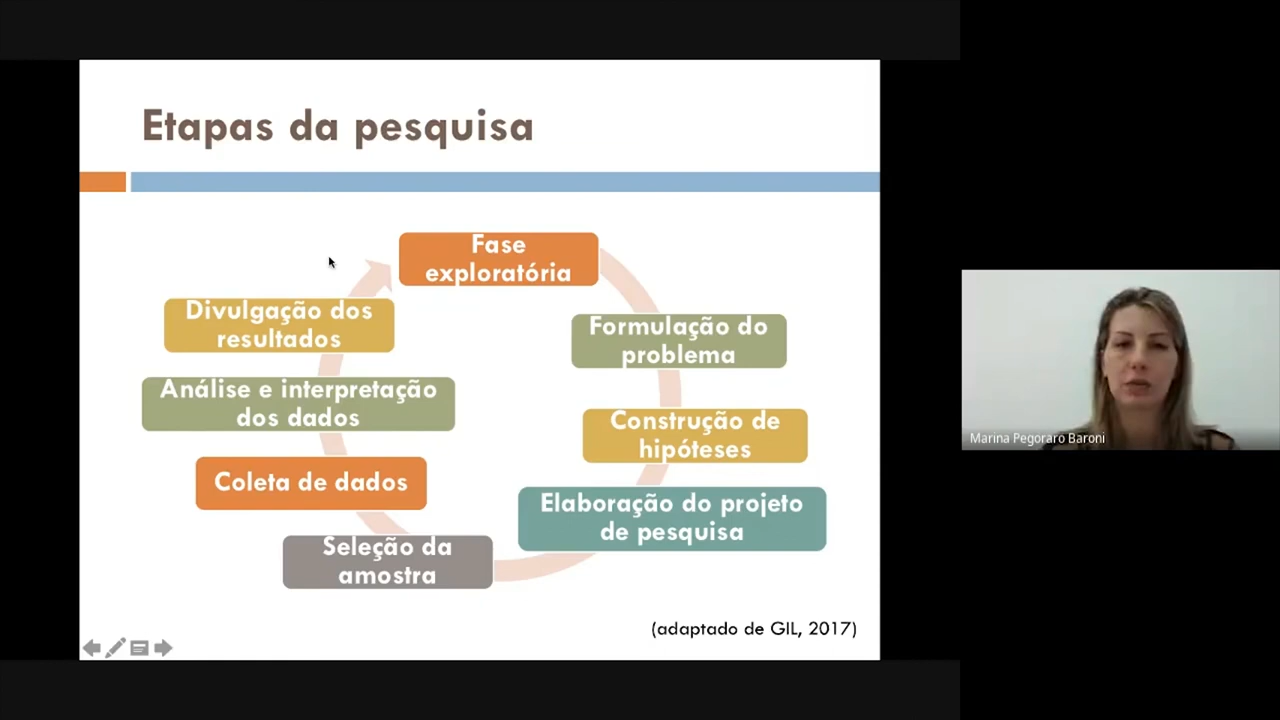 Etapas da pesquisa
Fase
exploratória
Formulação do
problema
Construção de
hipóteses
Elaboração do projeto
de pesquisa
Seleção da
amostra
Coleta de dados
Análise e interpretação
dos dados
Divulgação dos
resultados
(adaptado de GIL, 2017)
Marina Pegoraro Baroni